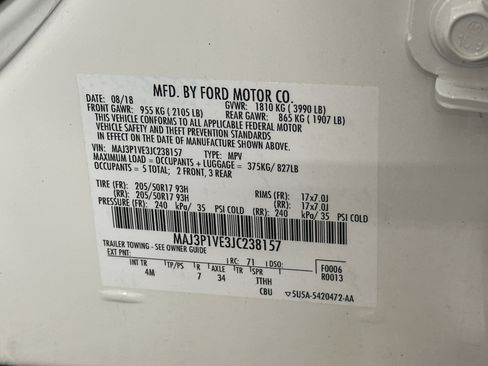 MFD. BY FORD MOTOR CO.
DATE: 08/18 GVWR: 1810 KG ( 3990 LB)
FRONT GAWR: 955 KG ( 2105 LB) REAR GAWR: 865 KG ( 1907 LB)
THIS VEHICLE CONFORMS TO ALL APPLICABLE FEDERAL MOTOR
VEHICLE SAFETY AND THEFT PREVENTION STANDARDS
IN EFFECT ON THE DATE OF MANUFACTURE SHOWN ABOVE.
VIN: MAJ3P1VE3JC238157 TYPE: MPV
MAXIMUM LOAD = OCCUPANTS + LUGGAGE = 375KG/ 827LB
OCCUPANTS = 5 TOTAL; 2 FRONT, 3 REAR
TIRE (FR): 205/50R17 93H RIMS (FR): 17x7.0J
(RR): 205/50R17 93H (RR): 17x7.0J
PRESSURE (FR): 240 kPa/ 35 PSI COLD (RR): 240 kPa/ 35 PSI COLD
MAJ3P1VE3JC238157
TRAILER TOWING - SEE OWNER GUIDE
EXT PNT: RC: 71 DSO: F0006
R0013
INT TR TP/PS R AXLE TR SPR
4M 7 34 JTHH
CBU 5U5A-5420472-AA